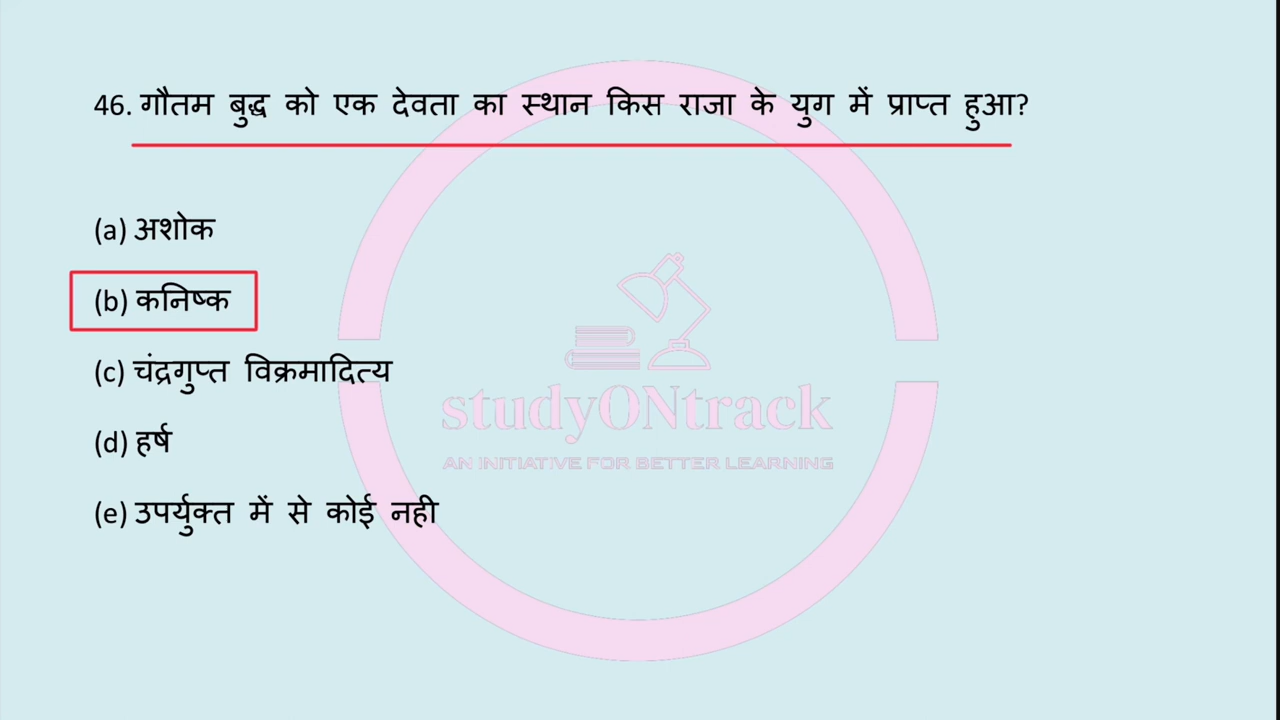 46. गौतम बुद्ध को एक देवता का स्थान किस राजा के युग में प्राप्त हुआ?
(a) अशोक
(b) कनिष्क
(c) चंद्रगुप्त विक्रमादित्य
(d) हर्ष
(e) उपर्युक्त में से कोई नही
studyONtrack
AN INITIATIVE FOR BETTER LEARNING